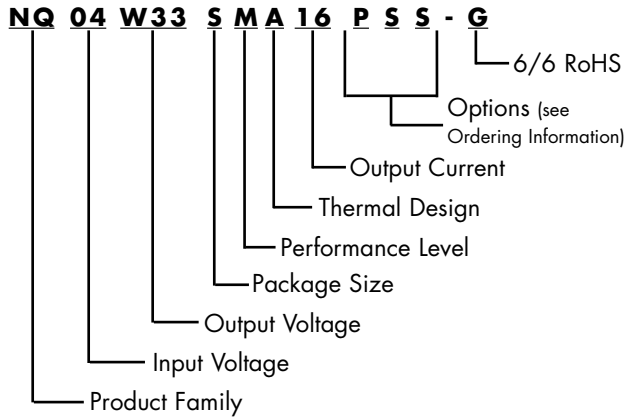 NQ 04 W33 S M A 16 P S S - G
6/6 RoHS
Options (see
Ordering Information)
Output Current
Thermal Design
Performance Level
Package Size
Output Voltage
Input Voltage
Product Family